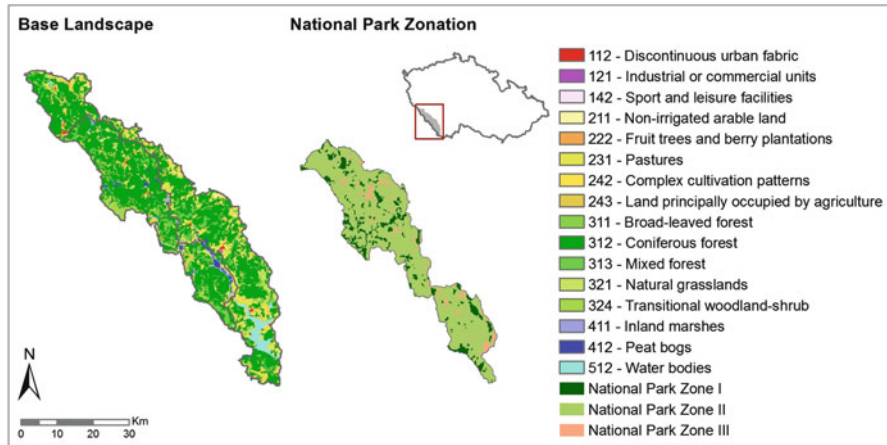 Base Landscape
National Park Zonation
112 - Discontinuous urban fabric
121 - Industrial or commercial units
142 - Sport and leisure facilities
211 - Non-irrigated arable land
222 - Fruit trees and berry plantations
231 - Pastures
242 - Complex cultivation patterns
243 - Land principally occupied by agriculture
311 - Broad-leaved forest
312 - Coniferous forest
313 - Mixed forest
321 - Natural grasslands
324 - Transitional woodland-shrub
411 - Inland marshes
412 - Peat bogs
512 - Water bodies
National Park Zone I
National Park Zone II
National Park Zone III
N
Km
0 10 20 30